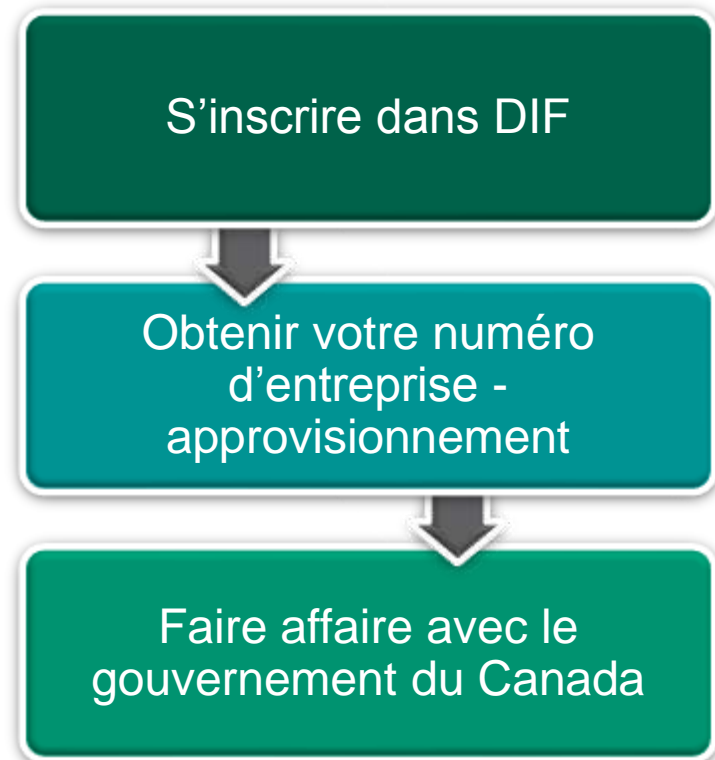 S’inscrire dans DIF
Obtenir votre numéro
d’entreprise -
approvisionnement
Faire affaire avec le
gouvernement du Canada